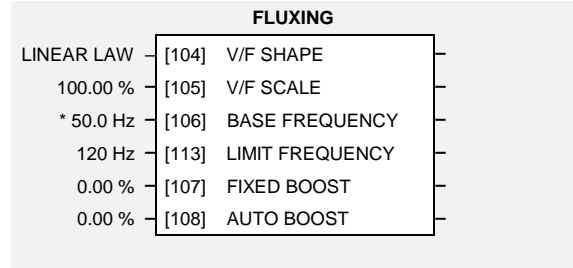 FLUXING
LINEAR LAW [104] V/F SHAPE
100.00 % [105] V/F SCALE
* 50.0 Hz [106] BASE FREQUENCY
120 Hz [113] LIMIT FREQUENCY
0.00 % [107] FIXED BOOST
0.00 % [108] AUTO BOOST